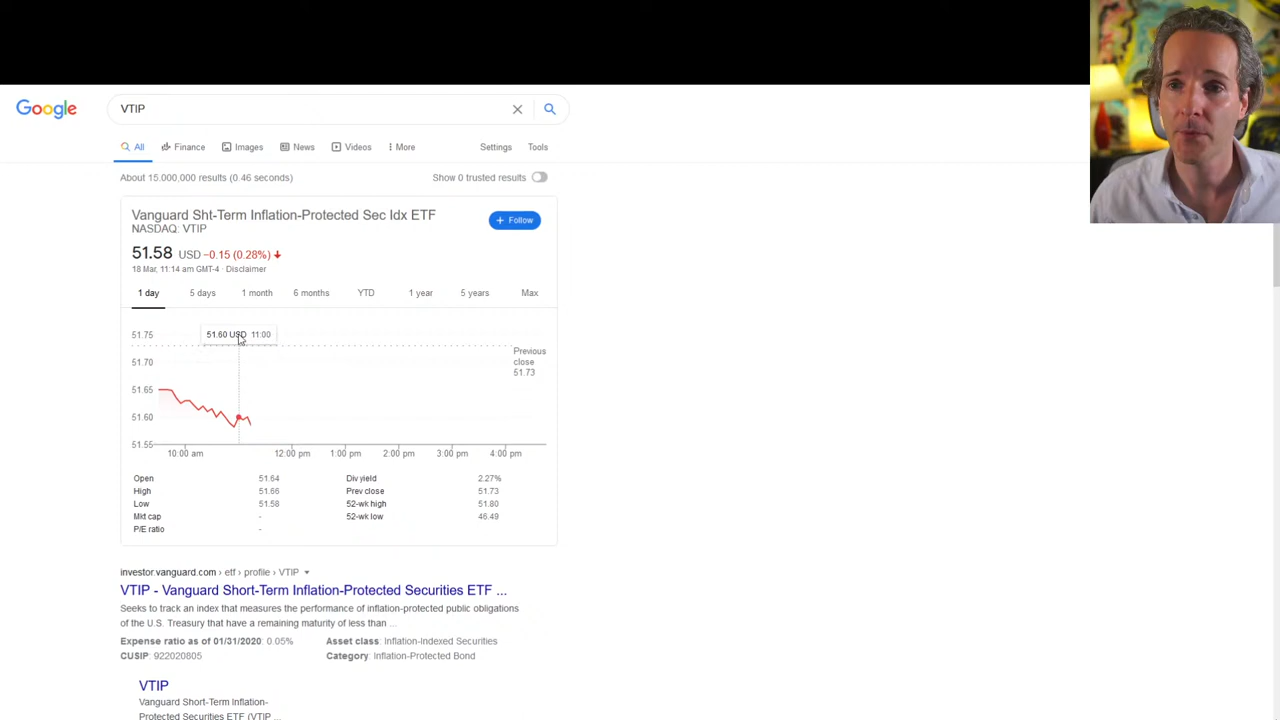 Google
VTIP
All Finance Images News Videos More Settings Tools
About 15.000,000 results (0.46 seconds) Show 0 trusted results
Vanguard Sht-Term Inflation-Protected Sec Idx ETF
NASDAQ: VTIP
+ Follow
51.58 USD −0.15 (0.28%)
18 Mar, 11:14 am GMT-4 · Disclaimer
1 day 5 days 1 month 6 months YTD 1 year 5 years Max
51.75
51.60 USD 11:00
51.70
51.65
51.60
51.55
Previous
close
51.73
10:00 am 12:00 pm 1:00 pm 2:00 pm 3:00 pm 4:00 pm
Open 51.64 Div yield 2.27%
High 51.66 Prev close 51.73
Low 51.58 52-wk high 51.80
Mkt cap - 52-wk low 46.49
P/E ratio -
investor.vanguard.com › etf › profile › VTIP
VTIP - Vanguard Short-Term Inflation-Protected Securities ETF ...
Seeks to track an index that measures the performance of inflation-protected public obligations
of the U.S. Treasury that have a remaining maturity of less than ...
Expense ratio as of 01/31/2020: 0.05% Asset class: Inflation-Indexed Securities
CUSIP: 922020805 Category: Inflation-Protected Bond
VTIP
Vanguard Short-Term Inflation-
Protected Securities ETF (VTIP ...